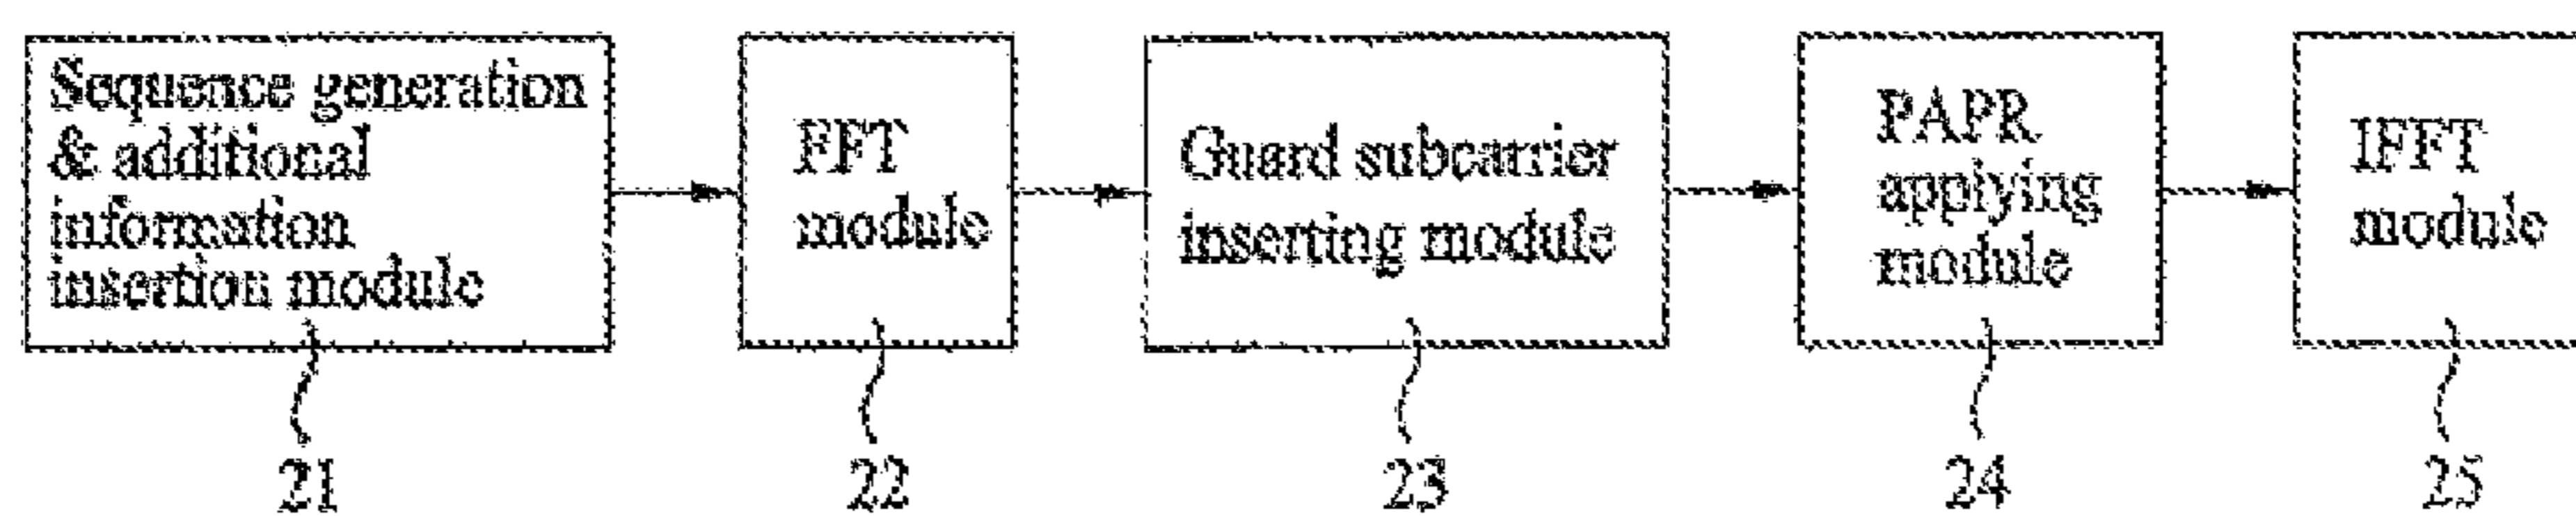 Sequence generation
& additional
information
insertion module
FFT
module
Guard subcarrier
inserting module
PAPR
applying
module
IFFT
module
21
22
23
24
25